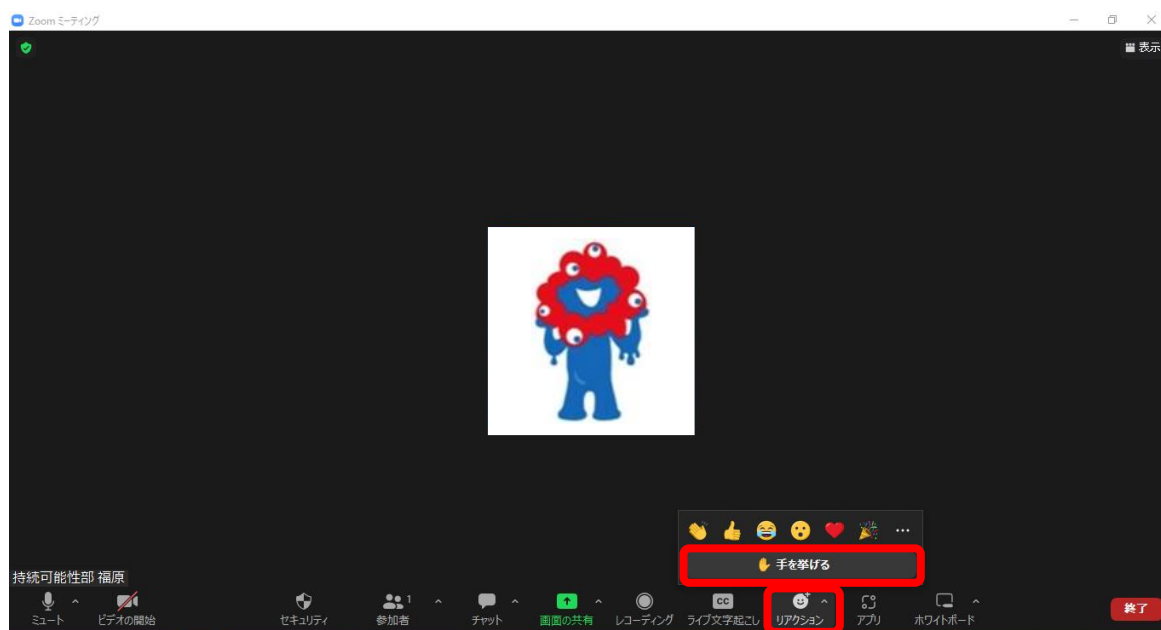 Zoom ミーティング
表示
手を挙げる
持続可能性部 福原
1
ミュート
ビデオの開始
セキュリティ
参加者
チャット
画面の共有
レコーディング
CC
ライブ文字起こし
リアクション
アプリ
ホワイトボード
終了